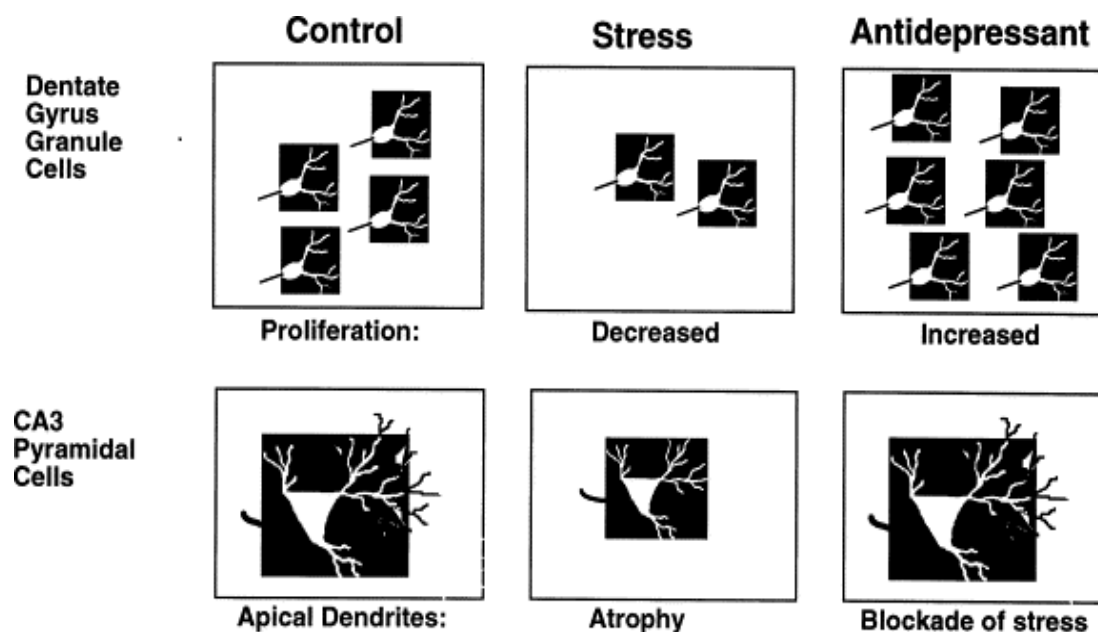 Control
Stress
Antidepressant
Dentate
Gyrus
Granule
Cells
Proliferation:
Decreased
Increased
CA3
Pyramidal
Cells
Apical Dendrites:
Atrophy
Blockade of stress